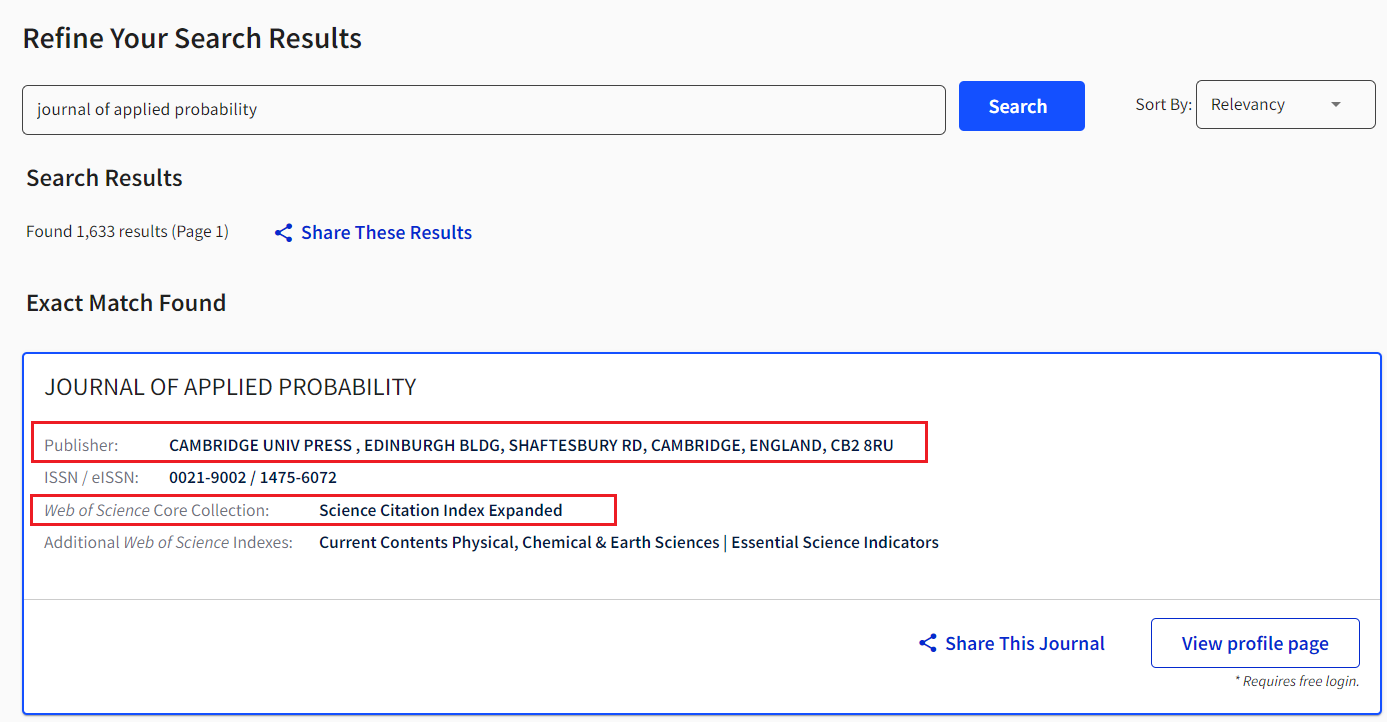 Refine Your Search Results
journal of applied probability
Search
Sort By:
Relevancy
Search Results
Found 1,633 results (Page 1)
Share These Results
Exact Match Found
JOURNAL OF APPLIED PROBABILITY
Publisher: CAMBRIDGE UNIV PRESS , EDINBURGH BLDG, SHAFTESBURY RD, CAMBRIDGE, ENGLAND, CB2 8RU
ISSN / eISSN: 0021-9002 / 1475-6072
Web of Science Core Collection: Science Citation Index Expanded
Additional Web of Science Indexes: Current Contents Physical, Chemical & Earth Sciences | Essential Science Indicators
Share This Journal
View profile page
* Requires free login.